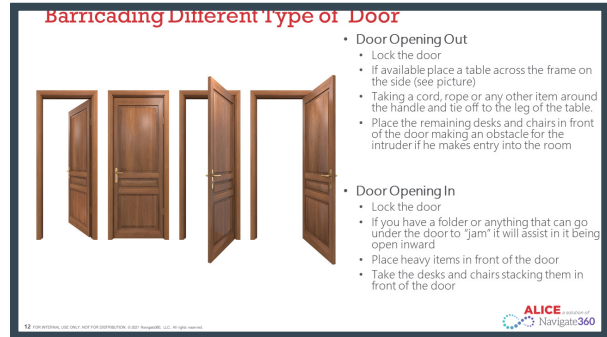 Barricading Different Type of Door
• Door Opening Out
• Lock the door
• If available place a table across the frame on
the side (see picture)
• Taking a cord, rope or any other item around
the handle and tie off to the leg of the table.
• Place the remaining desks and chairs in front
of the door making an obstacle for the
intruder if he makes entry into the room
• Door Opening In
• Lock the door
• If you have a folder or anything that can go
under the door to "jam" it will assist in it being
open inward
• Place heavy items in front of the door
• Take the desks and chairs stacking them in
front of the door
12 FOR INTERNAL USE ONLY: NOT FOR DISTRIBUTION. © 2021 Navigate360, LLC. All rights reserved.
ALICE a solution of
Navigate360